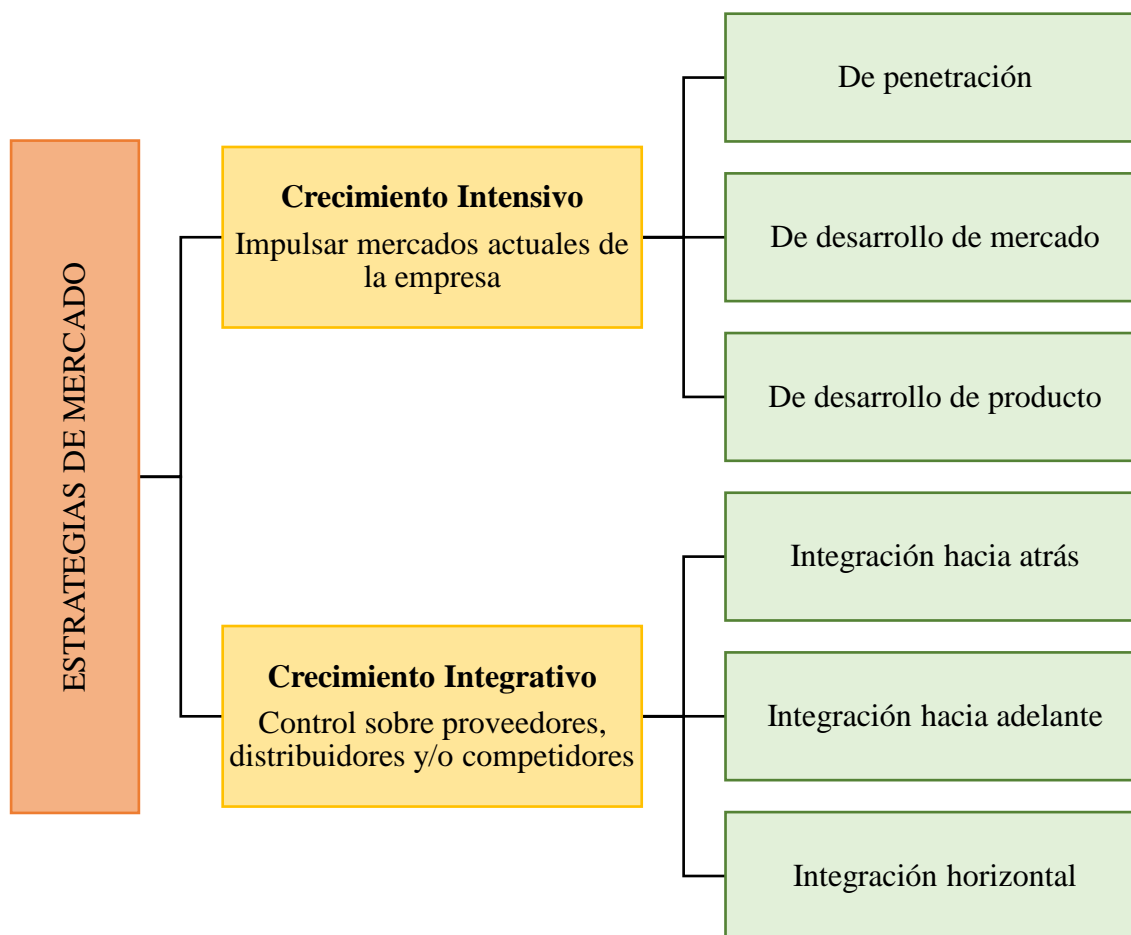 ESTRATEGIAS DE MERCADO
Crecimiento Intensivo
Impulsar mercados actuales de
la empresa
De penetración
De desarrollo de mercado
De desarrollo de producto
Crecimiento Integrativo
Control sobre proveedores,
distribuidores y/o competidores
Integración hacia atrás
Integración hacia adelante
Integración horizontal